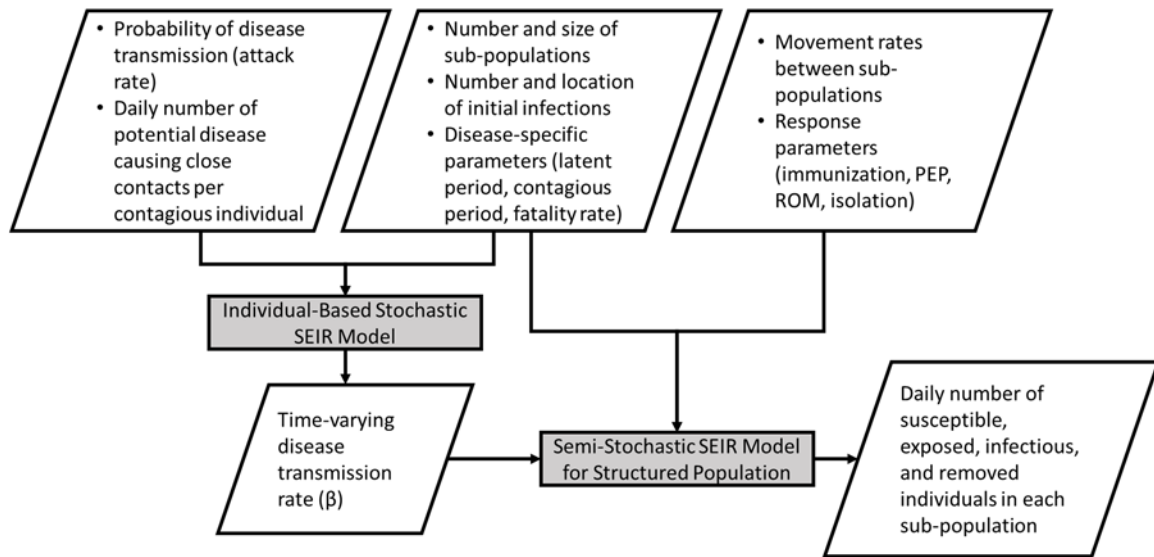 • Probability of disease
transmission (attack
rate)
• Daily number of
potential disease
causing close
contacts per
contagious individual
• Number and size of
sub-populations
• Number and location
of initial infections
• Disease-specific
parameters (latent
period, contagious
period, fatality rate)
• Movement rates
between sub-
populations
• Response
parameters
(immunization, PEP,
ROM, isolation)
Individual-Based Stochastic
SEIR Model
Time-varying
disease
transmission
rate (β)
Semi-Stochastic SEIR Model
for Structured Population
Daily number of
susceptible,
exposed, infectious,
and removed
individuals in each
sub-population